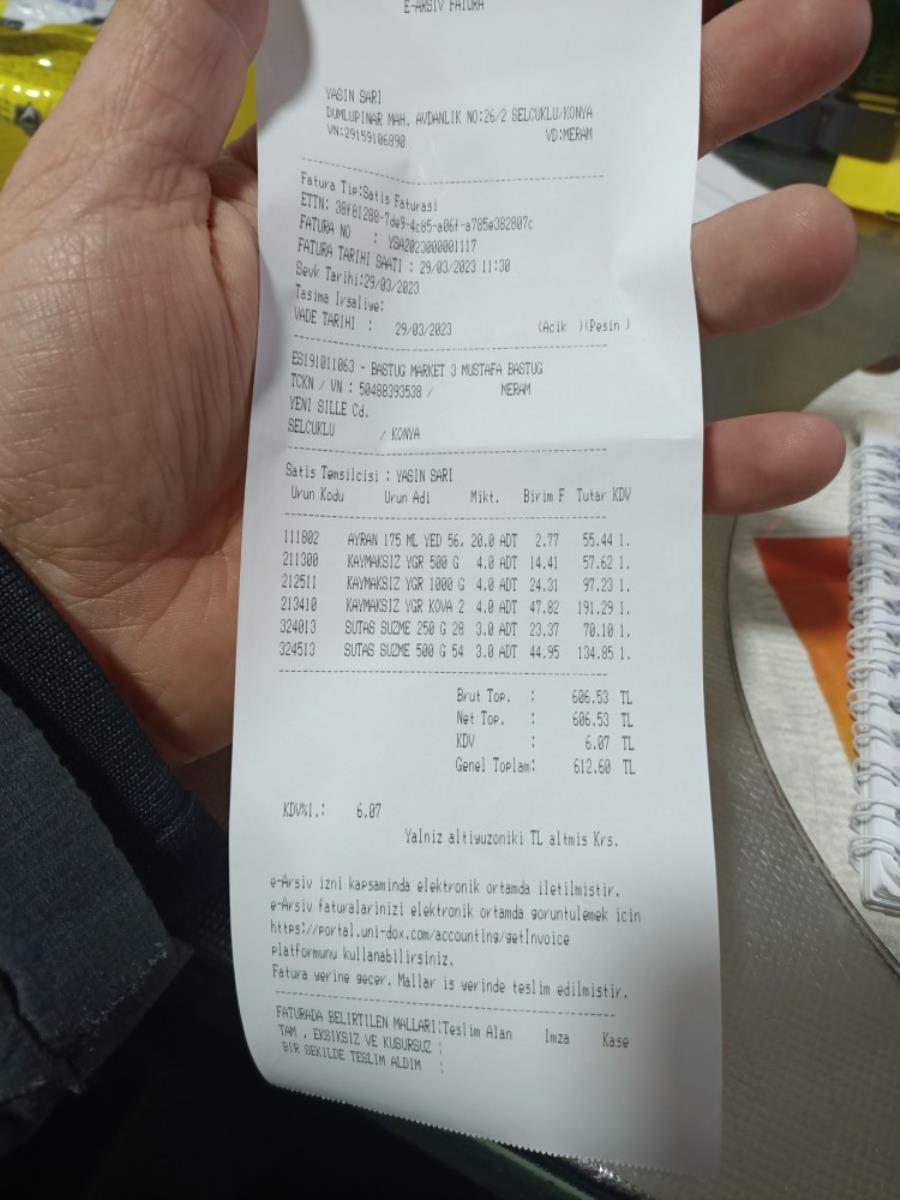 E-ARSIV FATURA
YASIN SARI
DUMLUPINAR MAH. AVDANLIK NO:26/2 SELCUKLU/KONYA
VN:29159106890 VD:MERAM
Fatura Tip:Satis Faturasi
ETTN: 38f81288-7de9-4c85-a06f-a785e382807c
FATURA NO : YSA2023000001117
FATURA TARIHI SAATI : 29/03/2023 11:30
Sevk Tarihi:29/03/2023
Tasima Irsaliye:
VADE TARIHI : 29/03/2023 (Acik )(Pesin )
ES191011063 - BASTUG MARKET 3 MUSTAFA BASTUG
TCKN / VN : 50488393538 / MERAM
YENI SILLE Cd.
SELCUKLU / KONYA
Satis Temsilcisi : YASIN SARI
Urun Kodu Urun Adi Mikt. Birim F Tutar KDV
111802 AYRAN 175 ML YED 56, 20.0 ADT 2.77 55.44 1.
211300 KAYMAKSIZ YGR 500 G 4.0 ADT 14.41 57.62 1.
212511 KAYMAKSIZ YGR 1000 G 4.0 ADT 24.31 97.23 1.
213410 KAYMAKSIZ YGR KOVA 2 4.0 ADT 47.82 191.29 1.
324013 SUTAS SUZME 250 G 28 3.0 ADT 23.37 70.10 1.
324513 SUTAS SUZME 500 G 54 3.0 ADT 44.95 134.85 1.
Brut Top. : 606.53 TL
Net Top. : 606.53 TL
KDV : 6.07 TL
Genel Toplam: 612.60 TL
KDV%1.: 6.07
Yalniz altiyuzoniki TL altmis Krs.
e-Arsiv izni kapsaminda elektronik ortamda iletilmistir.
e-Arsiv faturalarinizi elektronik ortamda goruntulemek icin
https://portal.uni-dox.com/accounting/getInvoice
platformunu kullanabilirsiniz.
Fatura yerine gecer. Mallar is yerinde teslim edilmistir.
FATURADA BELIRTILEN MALLARI:Teslim Alan Imza Kase
TAM , EKSIKSIZ VE KUSURSUZ :
BIR SEKILDE TESLIM ALDIM :